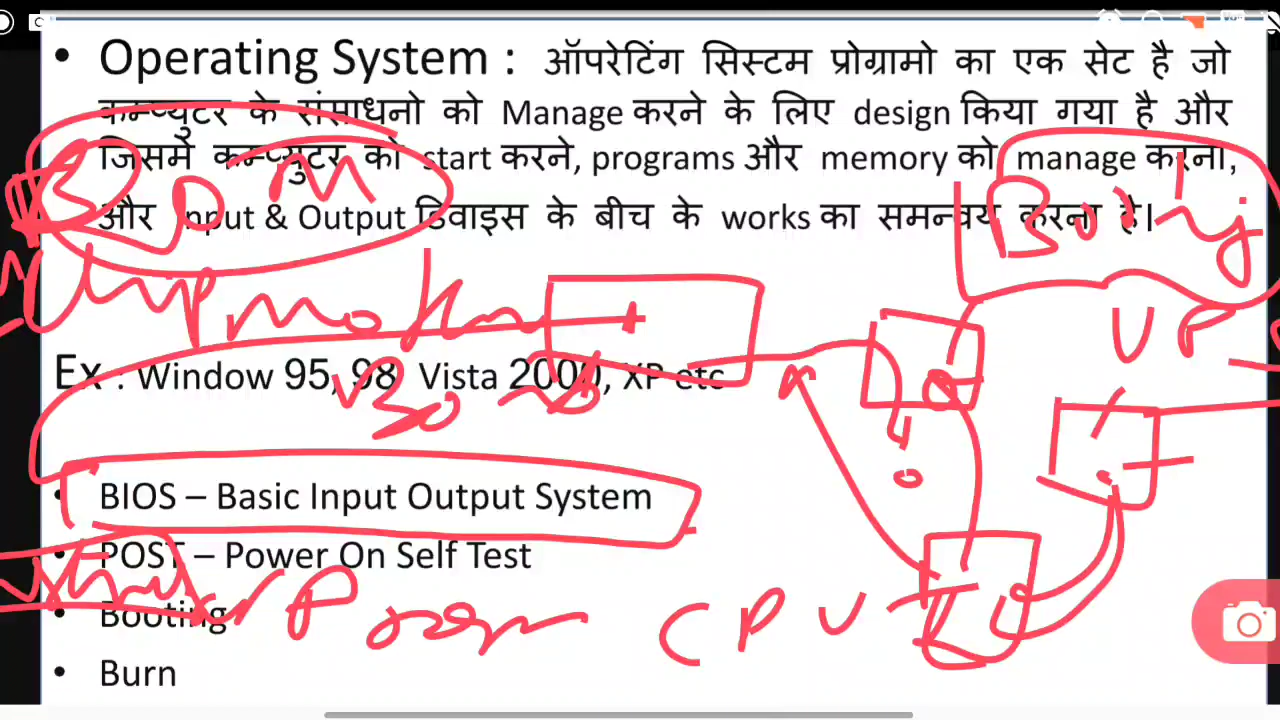 • Operating System : ऑपरेटिंग सिस्टम प्रोग्रामो का एक सेट है जो
कम्प्युटर के संसाधनो को Manage करने के लिए design किया गया है और
जिसमें कम्प्युटर को start करने, programs और memory को manage करना,
और Input & Output डिवाइस के बीच के works का समन्वय करना है।
Ex : Window 95, 98, Vista 2000, XP etc
• BIOS – Basic Input Output System
• POST – Power On Self Test
• Booting
CPU
• Burn